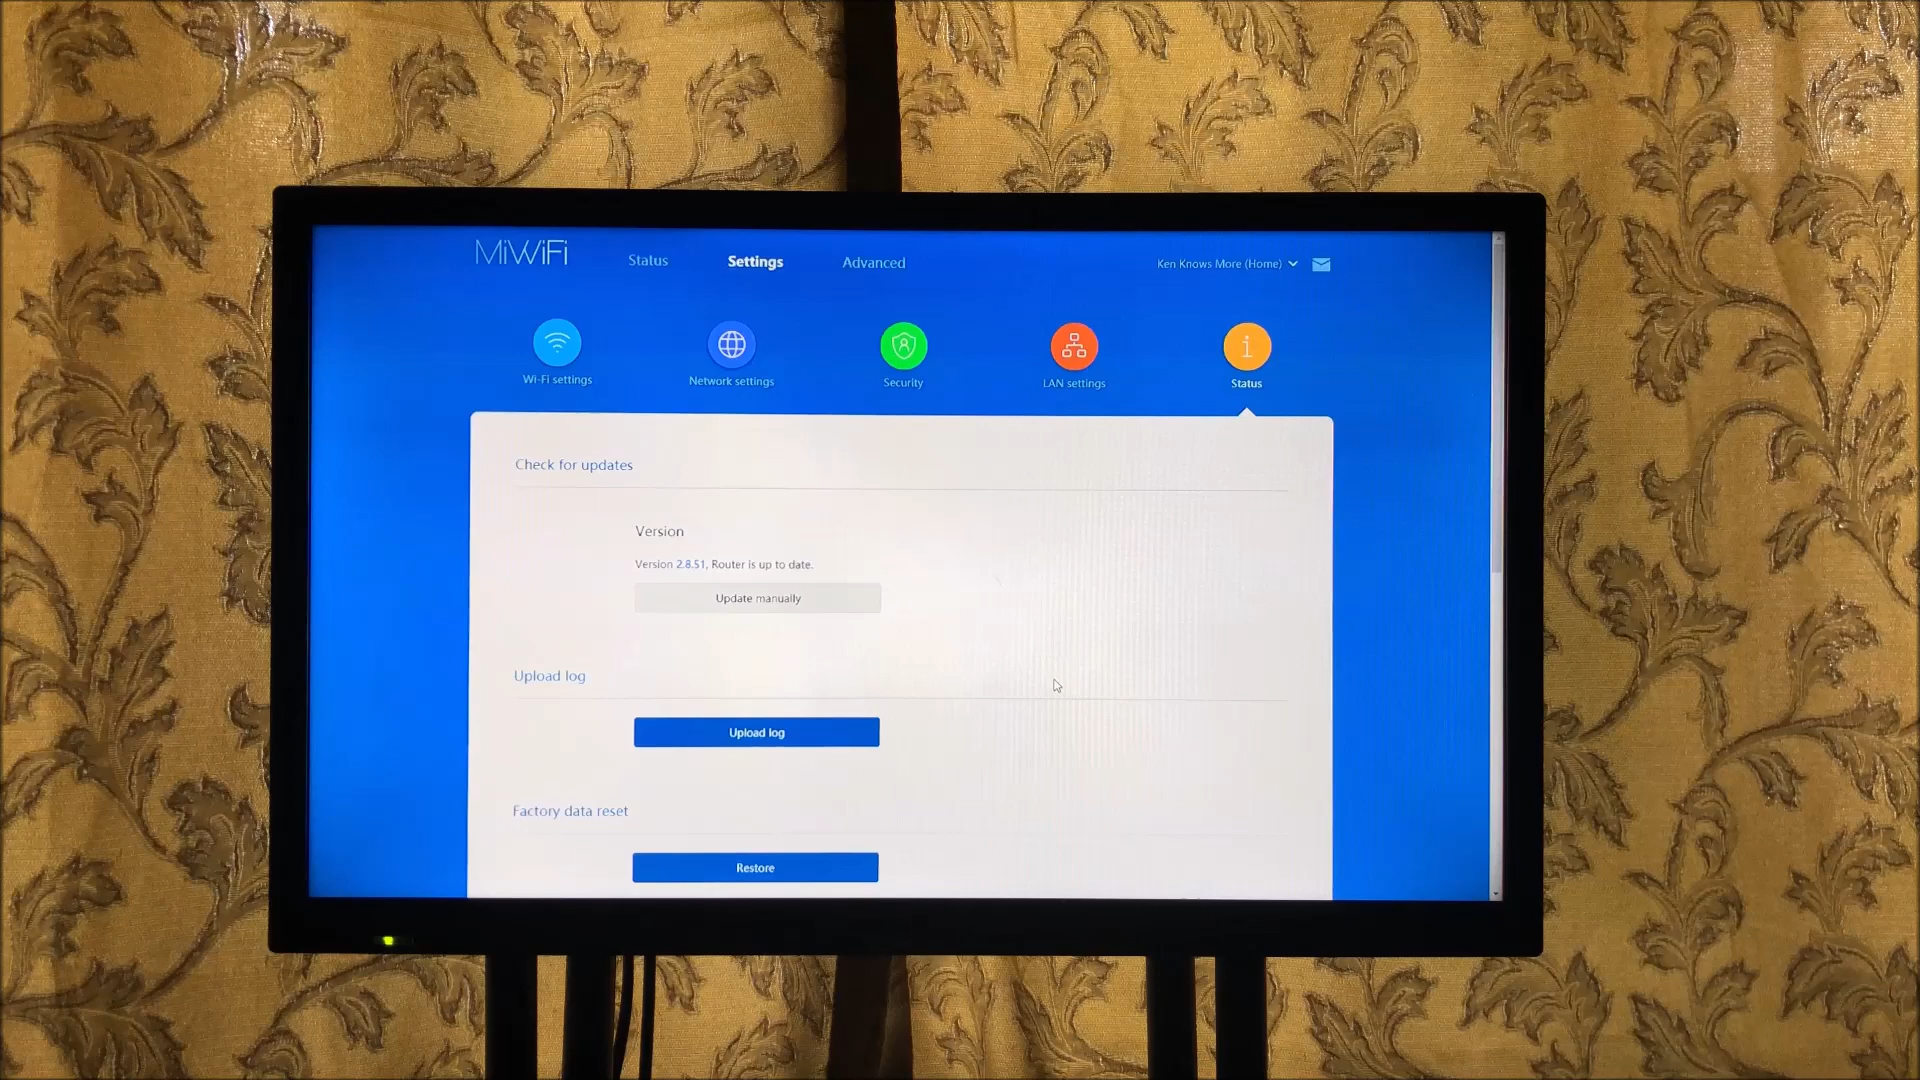 MiWiFi
Status
Settings
Advanced
Ken Knows More (Home)
Wi-Fi settings
Network settings
Security
LAN settings
Status
Check for updates
Version
Version 2.8.51, Router is up to date.
Update manually
Upload log
Upload log
Factory data reset
Restore